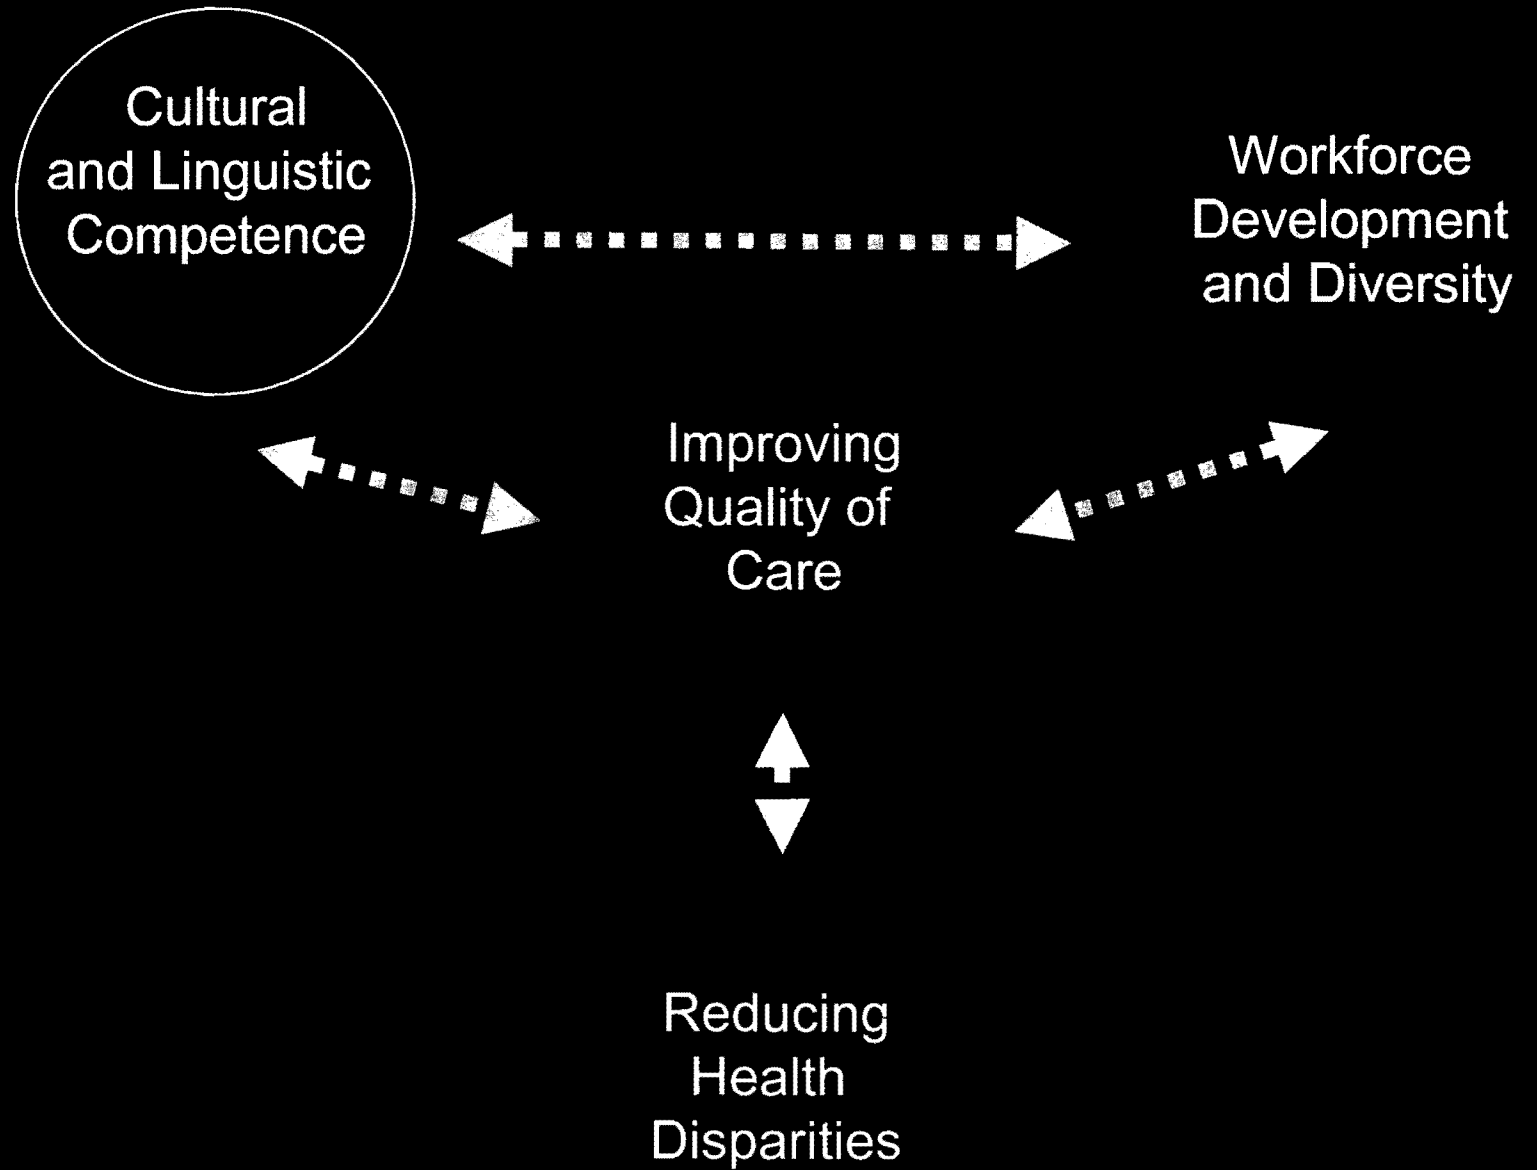 Cultural
and Linguistic
Competence
Workforce
Development
and Diversity
Improving
Quality of
Care
Reducing
Health
Disparities